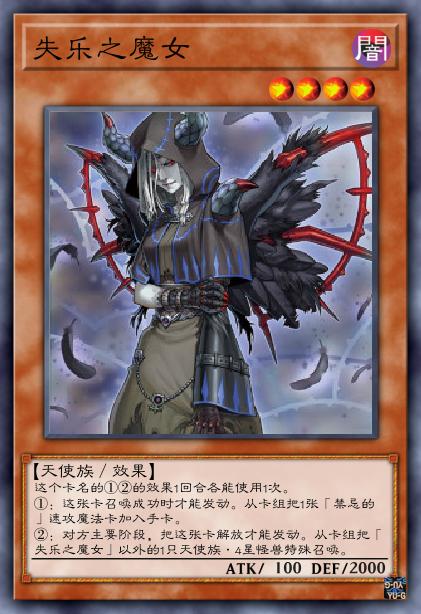 失乐之魔女
闇
【天使族／效果】
这个卡名的①②的效果1回合各能使用1次。
①：这张卡召唤成功时才能发动。从卡组把1张「禁忌的
」速攻魔法卡加入手卡。
②：对方主要阶段，把这张卡解放才能发动。从卡组把「
失乐之魔女」以外的1只天使族·4星怪兽特殊召唤。
ATK/ 100 DEF/2000